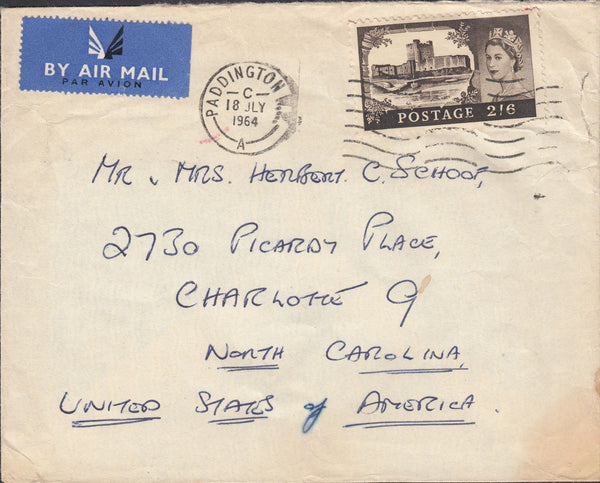 BY AIR MAIL
PAR AVION
PADDINGTON
C
18 JLY
1964
A
POSTAGE 2/6
MR & MRS. HERBERT C. SCHOOF,
2730 PICARDY PLACE,
CHARLOTTE 9
NORTH CAROLINA,
UNITED STATES of AMERICA.